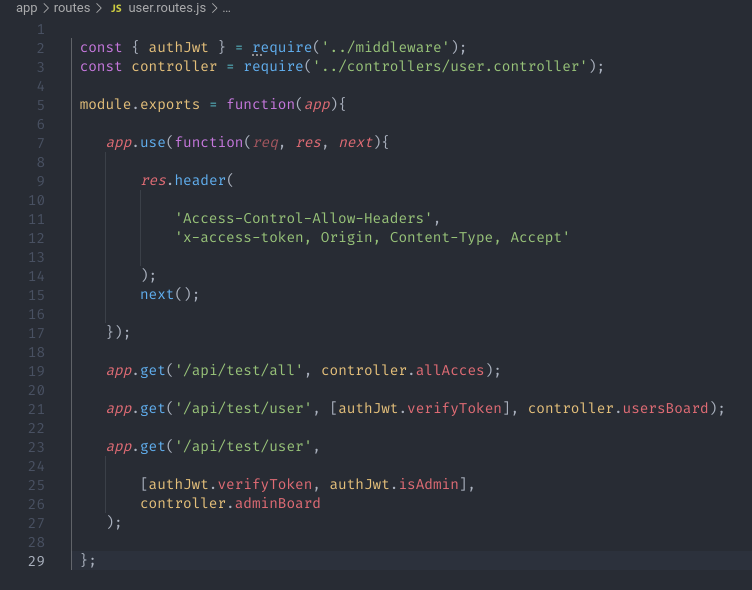 app > routes > JS user.routes.js > ...
1
2 const { authJwt } = require('../middleware');
3 const controller = require('../controllers/user.controller');
4
5 module.exports = function(app){
6
7 app.use(function(req, res, next){
8
9 res.header(
10
11 'Access-Control-Allow-Headers',
12 'x-access-token, Origin, Content-Type, Accept'
13
14 );
15 next();
16
17 });
18
19 app.get('/api/test/all', controller.allAcces);
20
21 app.get('/api/test/user', [authJwt.verifyToken], controller.usersBoard);
22
23 app.get('/api/test/user',
24
25 [authJwt.verifyToken, authJwt.isAdmin],
26 controller.adminBoard
27 );
28
29 };